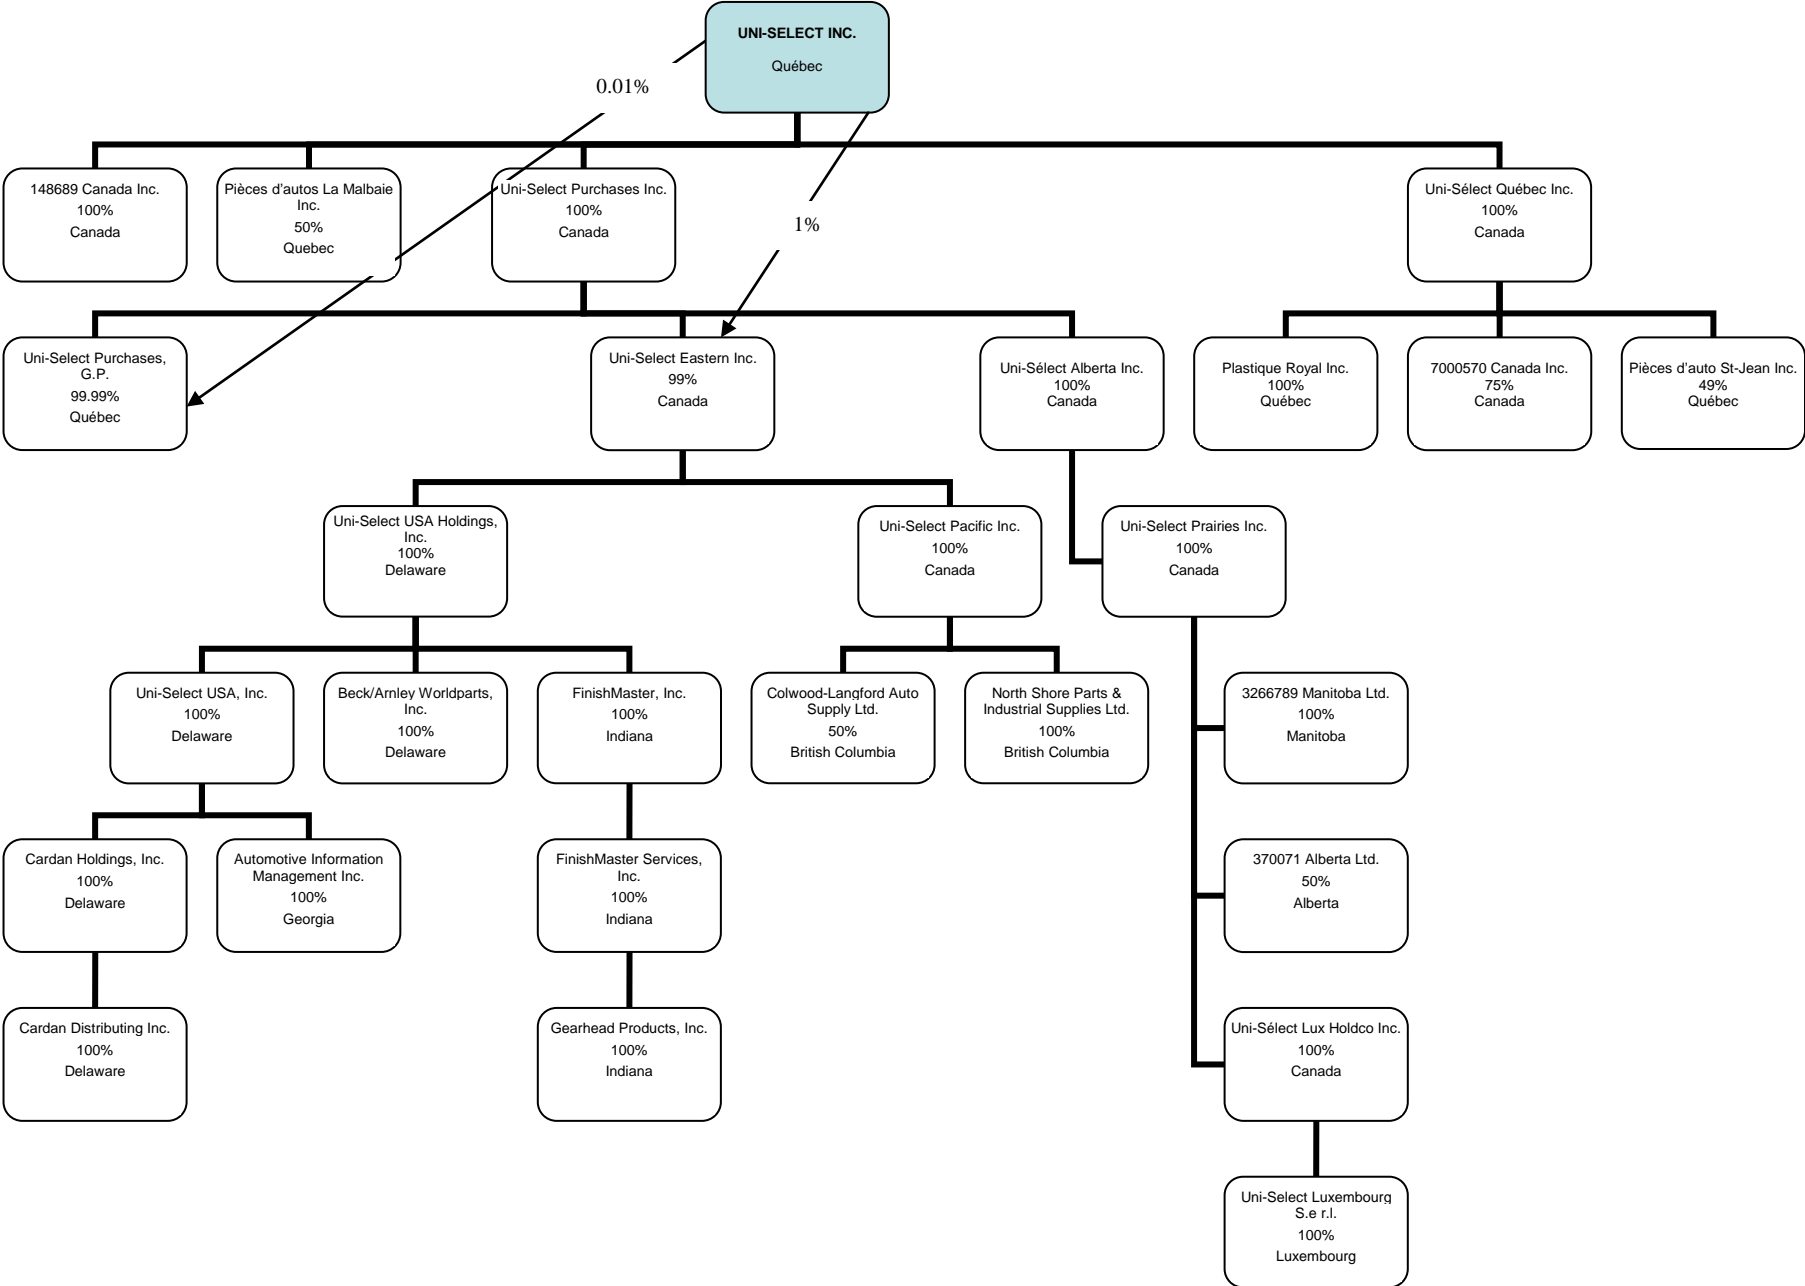 UNI-SELECT INC.
Québec
0.01%
148689 Canada Inc.
100%
Canada
Pièces d'autos La Malbaie
Inc.
50%
Quebec
Uni-Select Purchases Inc.
100%
Canada
1%
Uni-Sélect Québec Inc.
100%
Canada
Uni-Select Purchases,
G.P.
99.99%
Québec
Uni-Select Eastern Inc.
99%
Canada
Uni-Sélect Alberta Inc.
100%
Canada
Plastique Royal Inc.
100%
Québec
7000570 Canada Inc.
75%
Canada
Pièces d'auto St-Jean Inc.
49%
Québec
Uni-Select USA Holdings,
Inc.
100%
Delaware
Uni-Select Pacific Inc.
100%
Canada
Uni-Select Prairies Inc.
100%
Canada
Uni-Select USA, Inc.
100%
Delaware
Beck/Arnley Worldparts,
Inc.
100%
Delaware
FinishMaster, Inc.
100%
Indiana
Colwood-Langford Auto
Supply Ltd.
50%
British Columbia
North Shore Parts &
Industrial Supplies Ltd.
100%
British Columbia
3266789 Manitoba Ltd.
100%
Manitoba
Cardan Holdings, Inc.
100%
Delaware
Automotive Information
Management Inc.
100%
Georgia
FinishMaster Services,
Inc.
100%
Indiana
370071 Alberta Ltd.
50%
Alberta
Cardan Distributing Inc.
100%
Delaware
Gearhead Products, Inc.
100%
Indiana
Uni-Sélect Lux Holdco Inc.
100%
Canada
Uni-Select Luxembourg
S.e r.l.
100%
Luxembourg